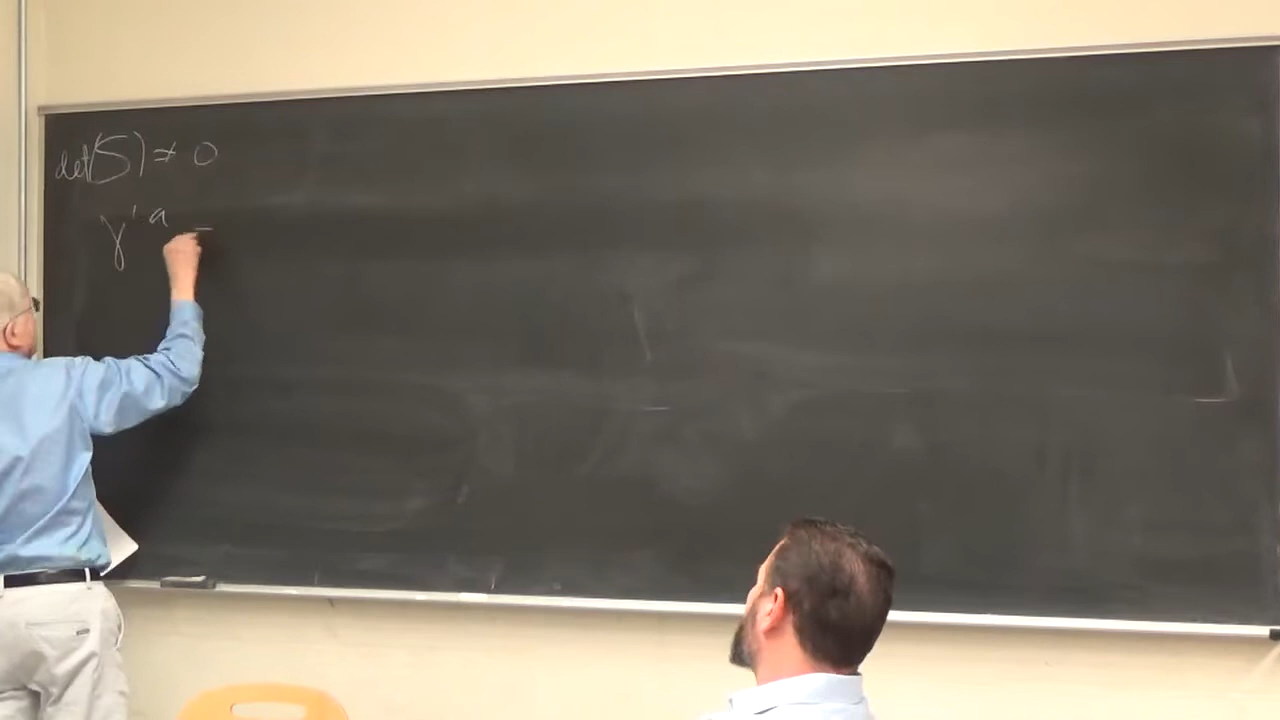 det(S) ≠ 0
γ'ᵃ =